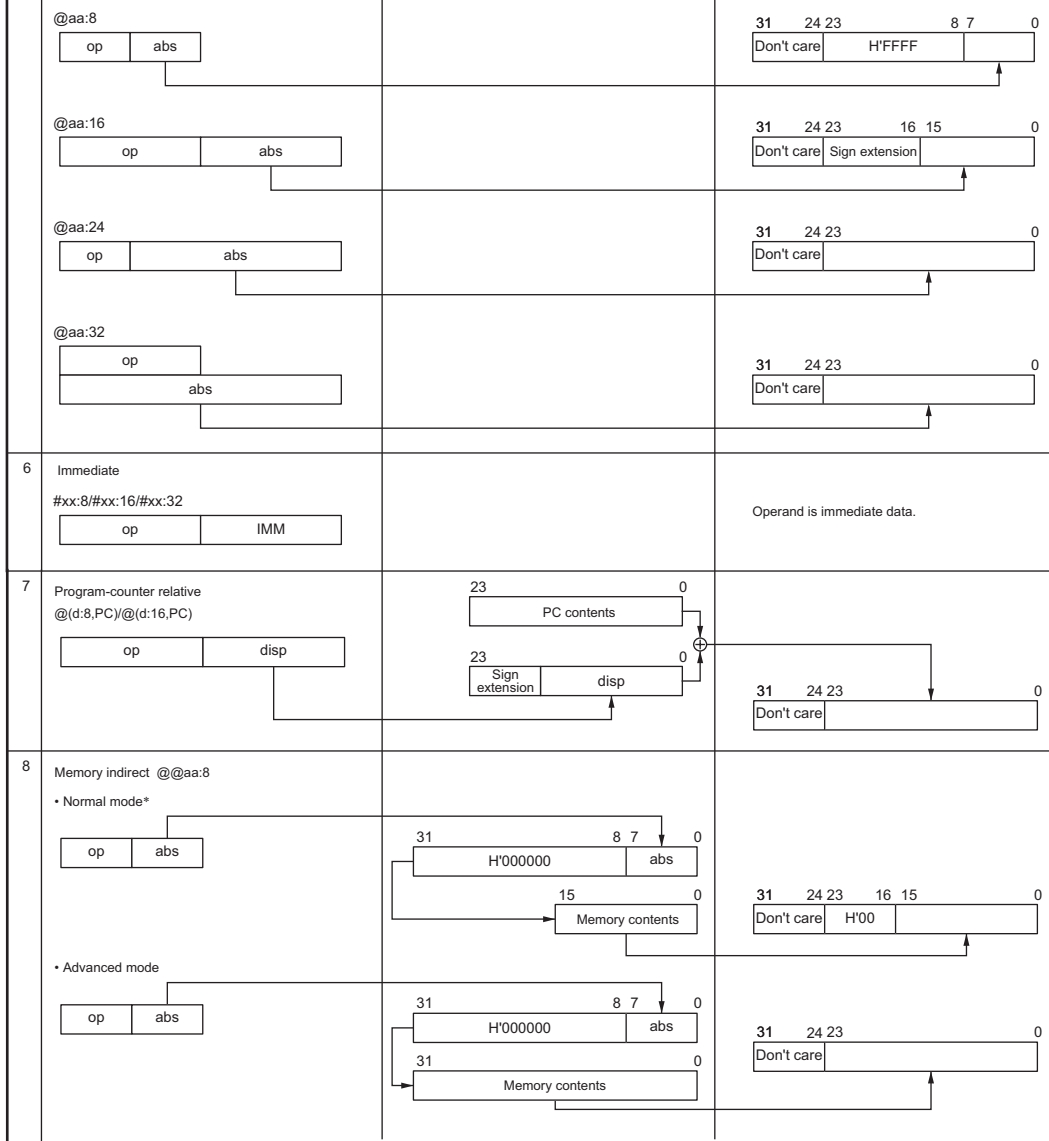 @aa:8
31 24 23 8 7 0
op abs
Don't care H'FFFF
@aa:16
31 24 23 16 15 0
op abs
Don't care Sign extension
@aa:24
31 24 23 0
op abs
Don't care
@aa:32
op
31 24 23 0
abs
Don't care
6 Immediate
#xx:8/#xx:16/#xx:32
op IMM
Operand is immediate data.
7 Program-counter relative
@(d:8,PC)/@(d:16,PC)
23 0
PC contents
op disp
23 0
Sign
extension
disp
31 24 23 0
Don't care
8 Memory indirect @@aa:8
• Normal mode*
op abs
31 8 7 0
H'000000 abs
15 0
Memory contents
31 24 23 16 15 0
Don't care H'00
• Advanced mode
op abs
31 8 7 0
H'000000 abs
31 0
Memory contents
31 24 23 0
Don't care